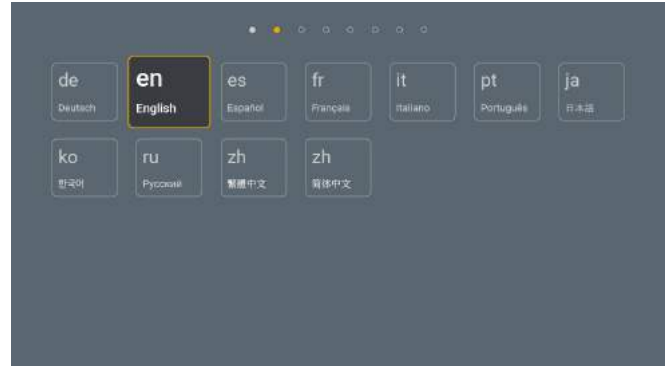 de
Deutsch
en
English
es
Español
fr
Français
it
Italiano
pt
Português
ja
日本語
ko
한국어
ru
Русский
zh
繁體中文
zh
简体中文